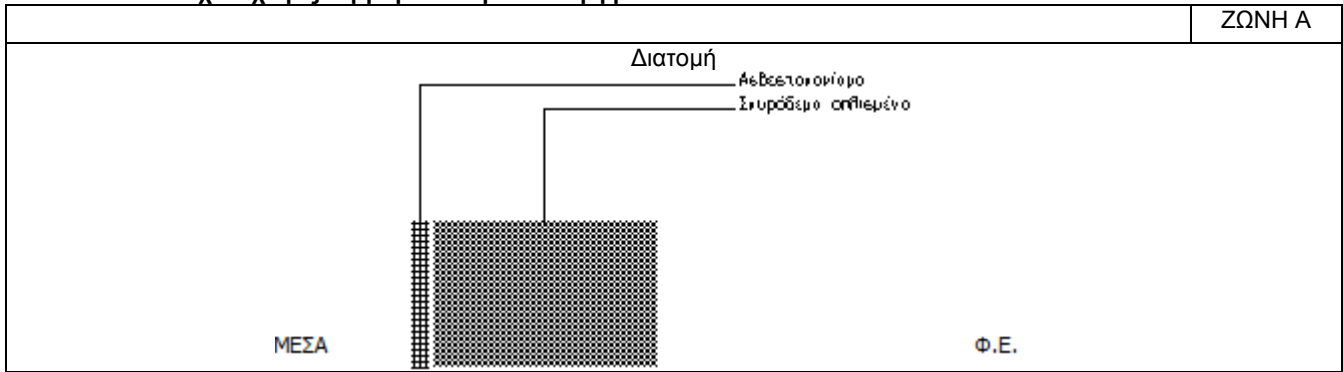 ΖΩΝΗ Α
Διατομή
Ασβεστοκονίαμα
Σκυρόδεμα οπλισμένο
ΜΕΣΑ
Φ.Ε.